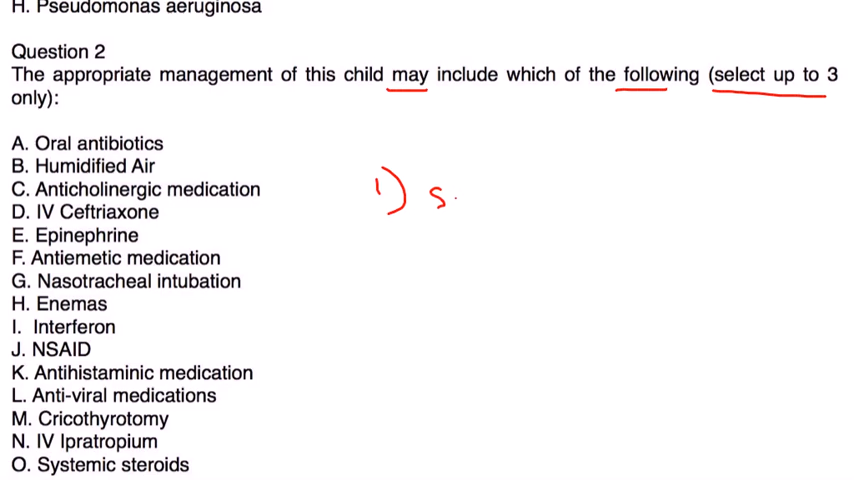 H. Pseudomonas aeruginosa
Question 2
The appropriate management of this child may include which of the following (select up to 3
only):
A. Oral antibiotics
B. Humidified Air
C. Anticholinergic medication
1) s.
D. IV Ceftriaxone
E. Epinephrine
F. Antiemetic medication
G. Nasotracheal intubation
H. Enemas
I. Interferon
J. NSAID
K. Antihistaminic medication
L. Anti-viral medications
M. Cricothyrotomy
N. IV Ipratropium
O. Systemic steroids